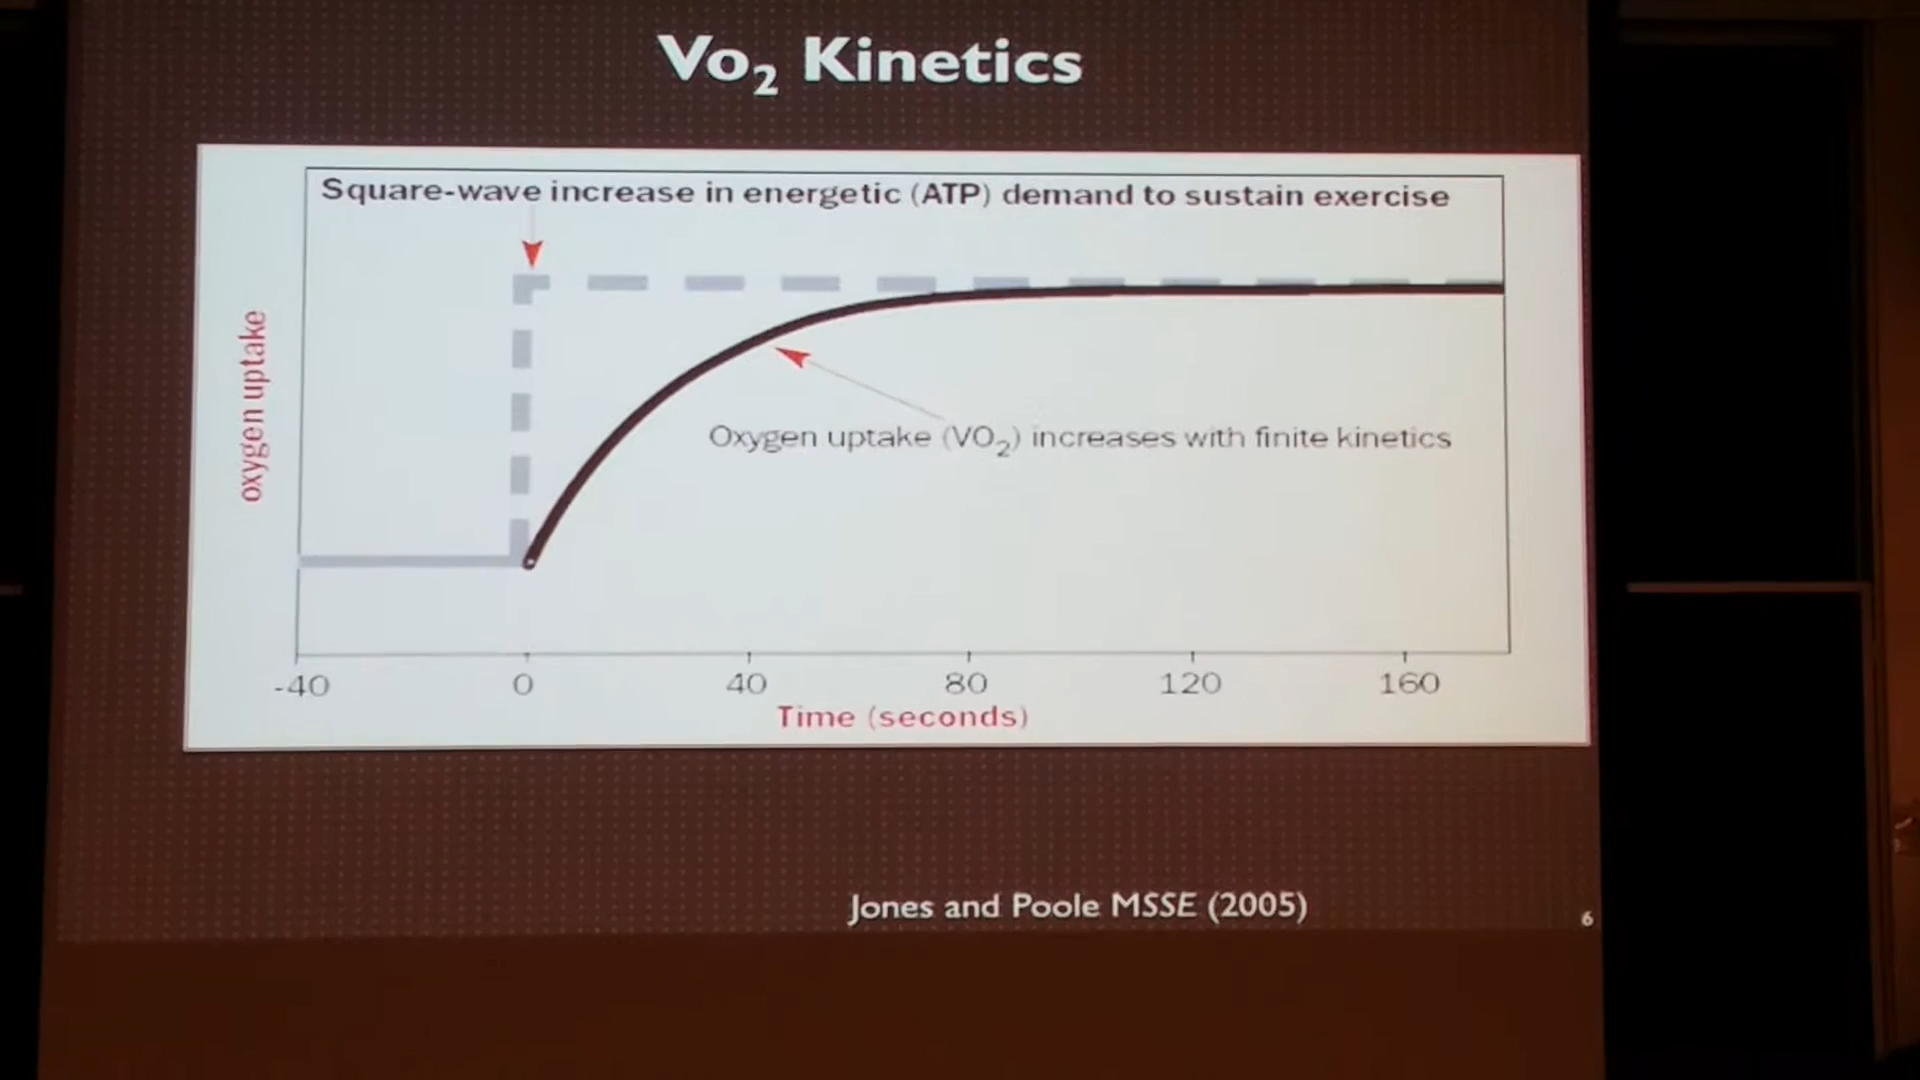 Vo₂ Kinetics
Square-wave increase in energetic (ATP) demand to sustain exercise
oxygen uptake
Oxygen uptake (VO₂) increases with finite kinetics
-40 0 40 80 120 160
Time (seconds)
Jones and Poole MSSE (2005)
6